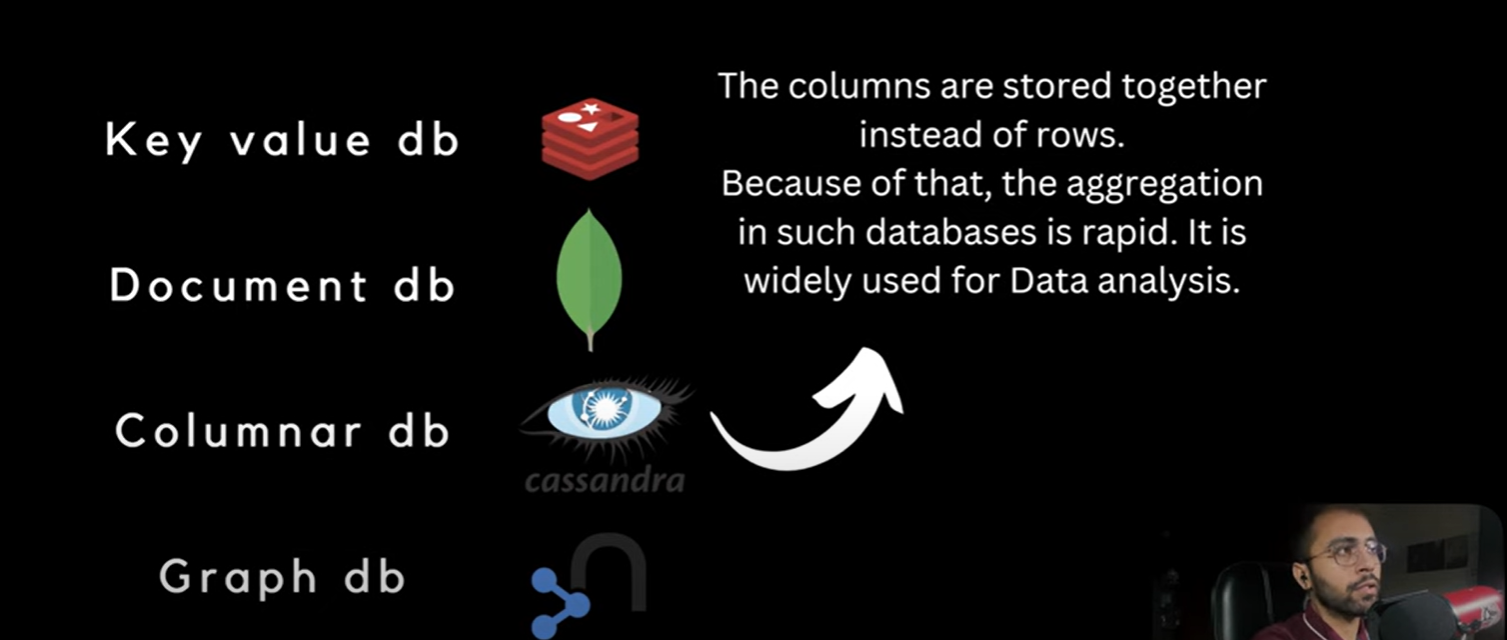 The columns are stored together
instead of rows.
Because of that, the aggregation
in such databases is rapid. It is
widely used for Data analysis.
Key value db
Document db
Columnar db
cassandra
Graph db